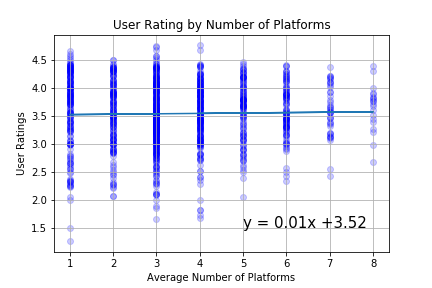 User Rating by Number of Platforms
User Ratings
4.5
4.0
3.5
3.0
2.5
2.0
1.5
y = 0.01x +3.52
1 2 3 4 5 6 7 8
Average Number of Platforms